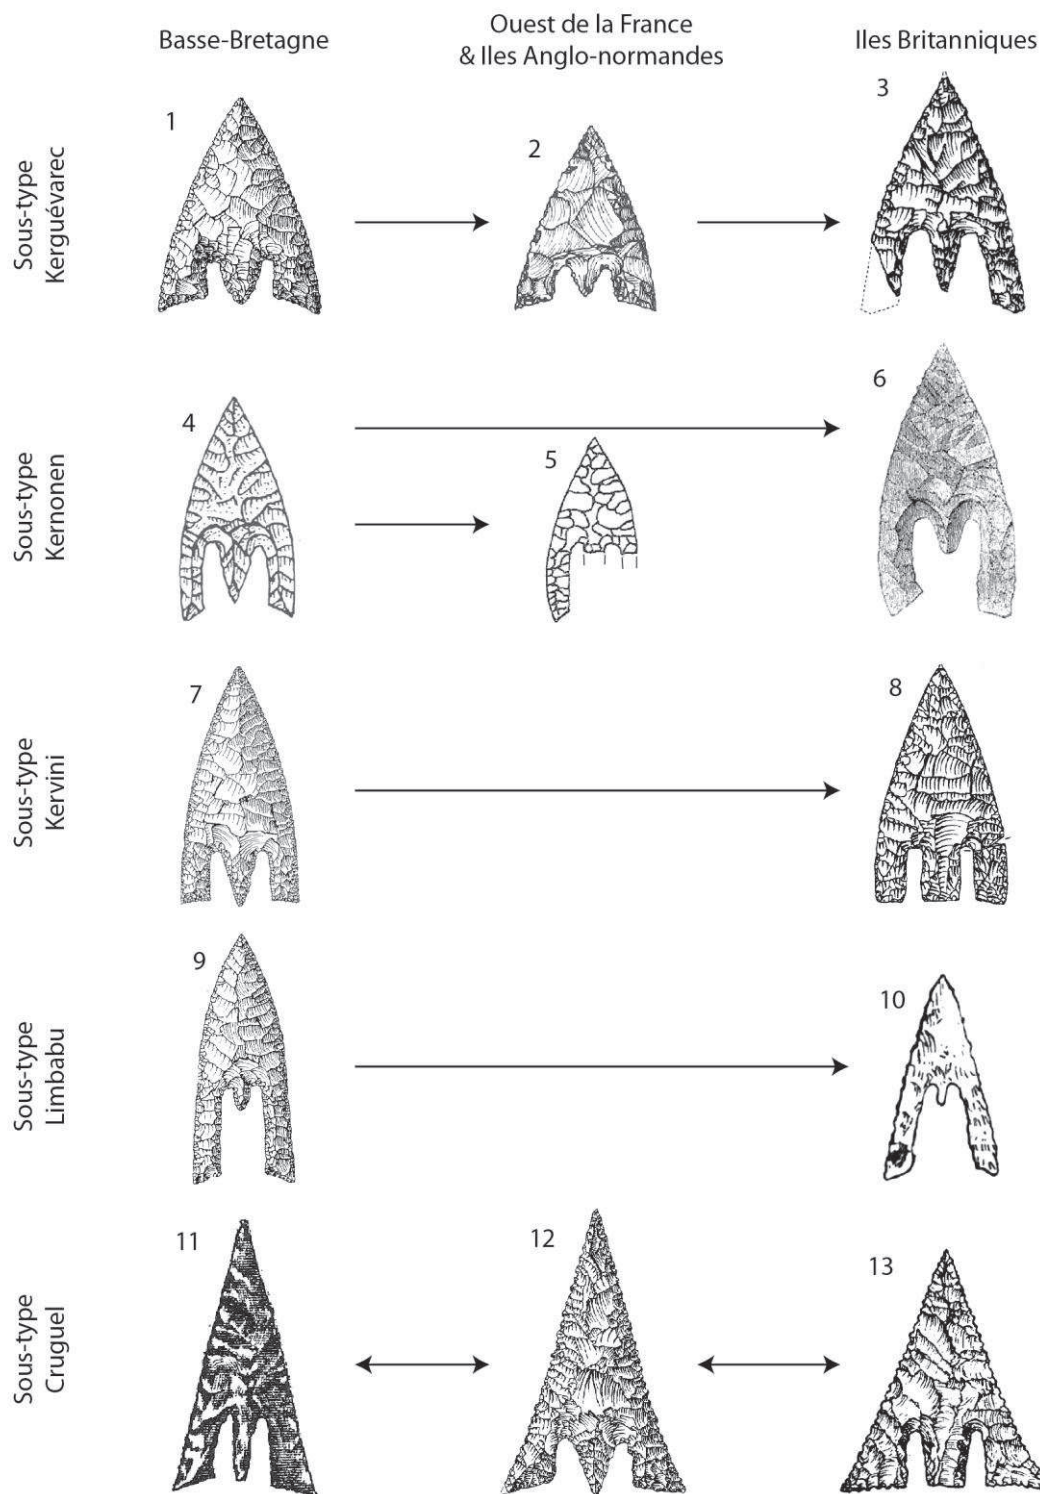 Basse-Bretagne
Ouest de la France
& Iles Anglo-normandes
Iles Britanniques
Sous-type
Kerguévarec
1
2
3
Sous-type
Kernonen
4
5
6
Sous-type
Kervini
7
8
Sous-type
Limbabu
9
10
Sous-type
Cruguel
11
12
13